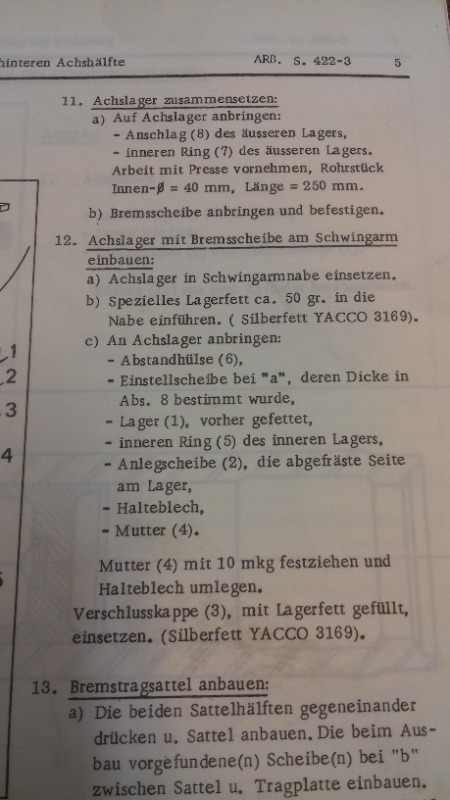 hinteren Achshälfte ARB. S. 422-3 5
11. Achslager zusammensetzen:
a) Auf Achslager anbringen:
- Anschlag (8) des äusseren Lagers,
- inneren Ring (7) des äusseren Lagers.
Arbeit mit Presse vornehmen, Rohrstück
Innen-Ø = 40 mm, Länge = 250 mm.
b) Bremsscheibe anbringen und befestigen.
12. Achslager mit Bremsscheibe am Schwingarm
einbauen:
a) Achslager in Schwingarmnabe einsetzen.
b) Spezielles Lagerfett ca. 50 gr. in die
Nabe einführen. ( Silberfett YACCO 3169).
c) An Achslager anbringen:
- Abstandhülse (6),
- Einstellscheibe bei "a", deren Dicke in
Abs. 8 bestimmt wurde,
- Lager (1), vorher gefettet,
- inneren Ring (5) des inneren Lagers,
- Anlegscheibe (2), die abgefräste Seite
am Lager,
- Halteblech,
- Mutter (4).
Mutter (4) mit 10 mkg festziehen und
Halteblech umlegen.
Verschlusskappe (3), mit Lagerfett gefüllt,
einsetzen. (Silberfett YACCO 3169).
13. Bremstragsattel anbauen:
a) Die beiden Sattelhälften gegeneinander
drücken u. Sattel anbauen. Die beim Aus-
bau vorgefundene(n) Scheibe(n) bei "b"
zwischen Sattel u. Tragplatte einbauen.
1
2
3
4